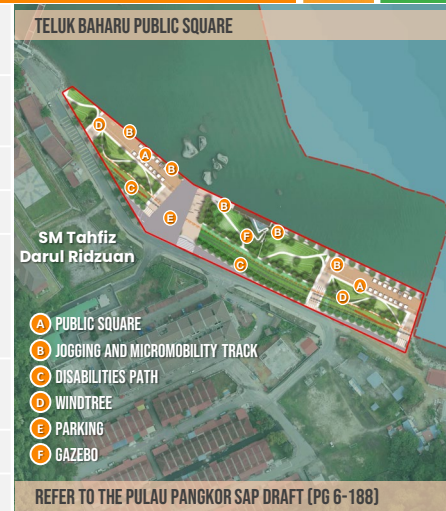 TELUK BAHARU PUBLIC SQUARE
D
B
A
B
C
E
B
F
B
C
B
A
D
SM Tahfiz
Darul Ridzuan
A PUBLIC SQUARE
B JOGGING AND MICROMOBILITY TRACK
C DISABILITIES PATH
D WINDTREE
E PARKING
F GAZEBO
REFER TO THE PULAU PANGKOR SAP DRAFT (PG 6-188)